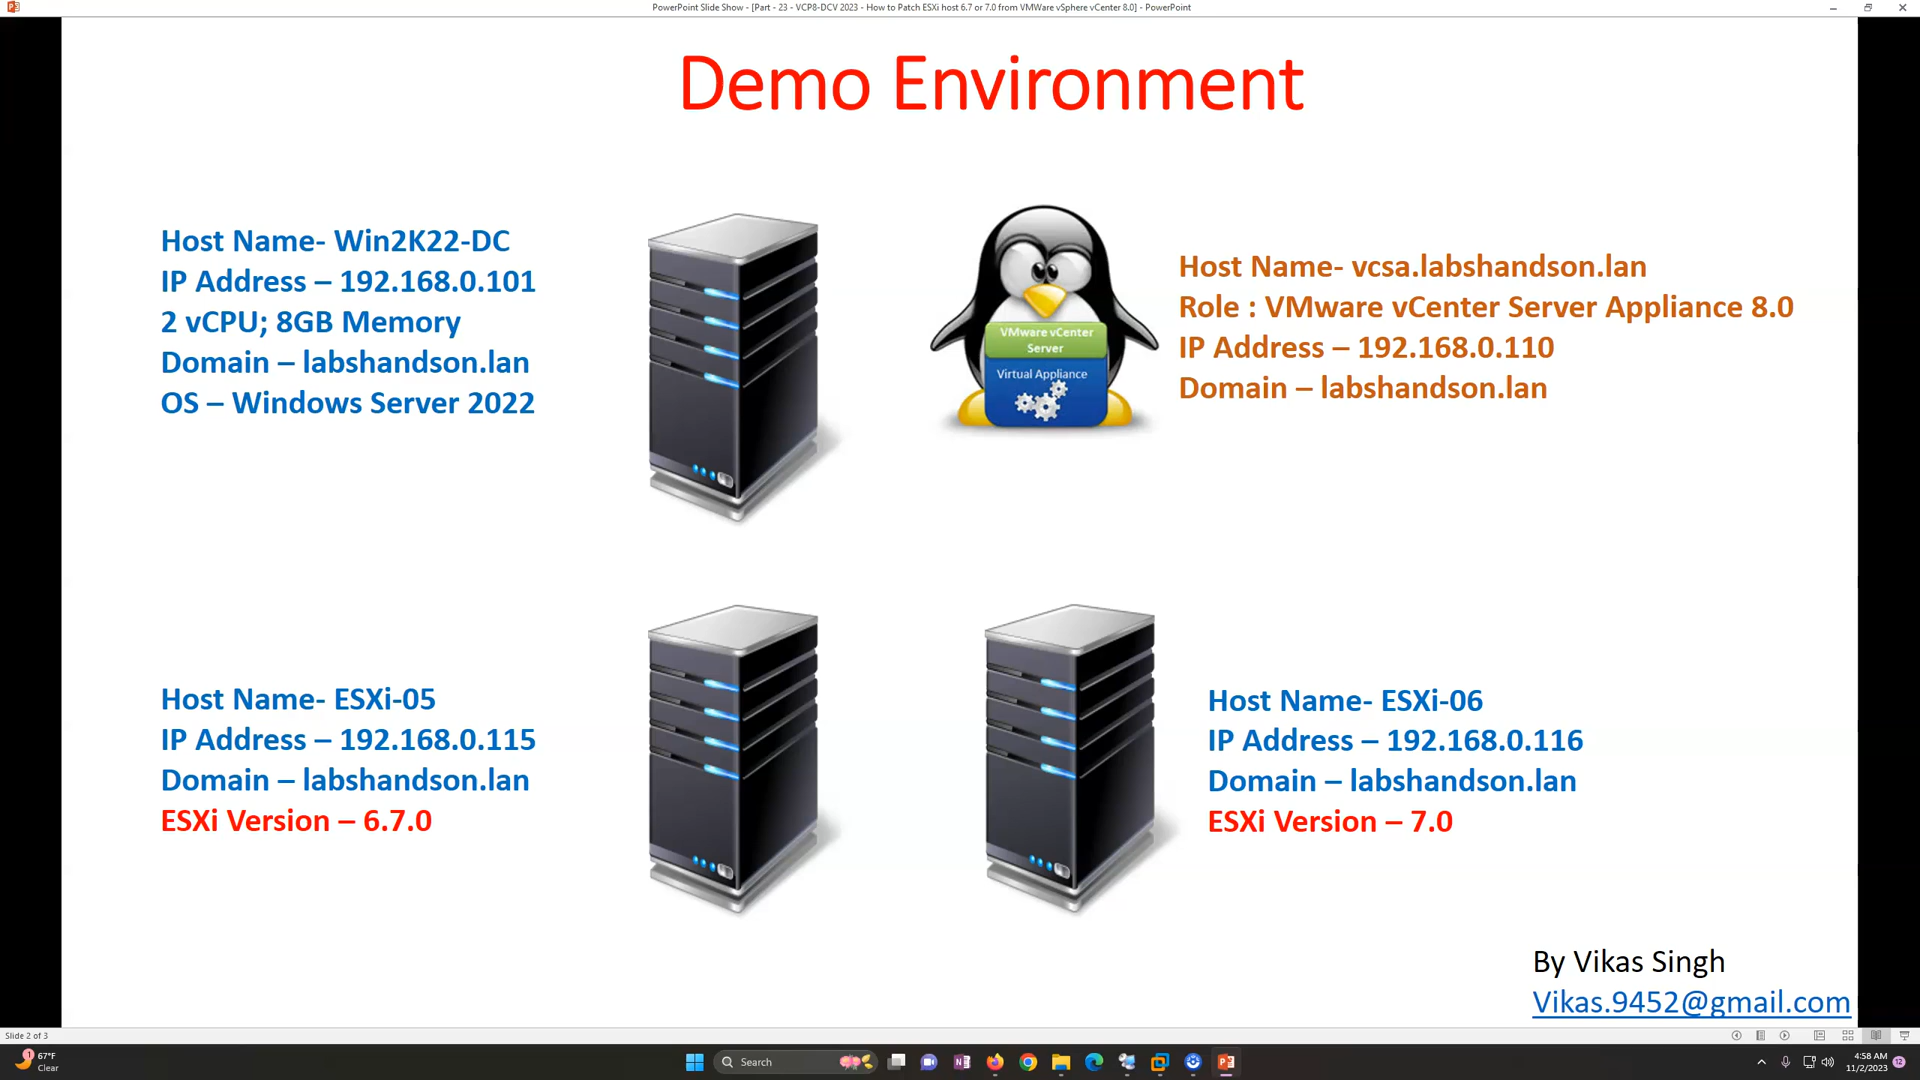 PowerPoint Slide Show - [Part - 23 - VCP8-DCV 2023 - How to Patch ESXi host 6.7 or 7.0 from VMWare vSphere vCenter 8.0] - PowerPoint
Demo Environment
Host Name- Win2K22-DC
IP Address – 192.168.0.101
2 vCPU; 8GB Memory
Domain – labshandson.lan
OS – Windows Server 2022
VMware vCenter
Server
Virtual Appliance
Host Name- vcsa.labshandson.lan
Role : VMware vCenter Server Appliance 8.0
IP Address – 192.168.0.110
Domain – labshandson.lan
Host Name- ESXi-05
IP Address – 192.168.0.115
Domain – labshandson.lan
ESXi Version – 6.7.0
Host Name- ESXi-06
IP Address – 192.168.0.116
Domain – labshandson.lan
ESXi Version – 7.0
By Vikas Singh
Vikas.9452@gmail.com
Slide 2 of 3
1
67°F
Clear
Search
4:58 AM
11/2/2023
12